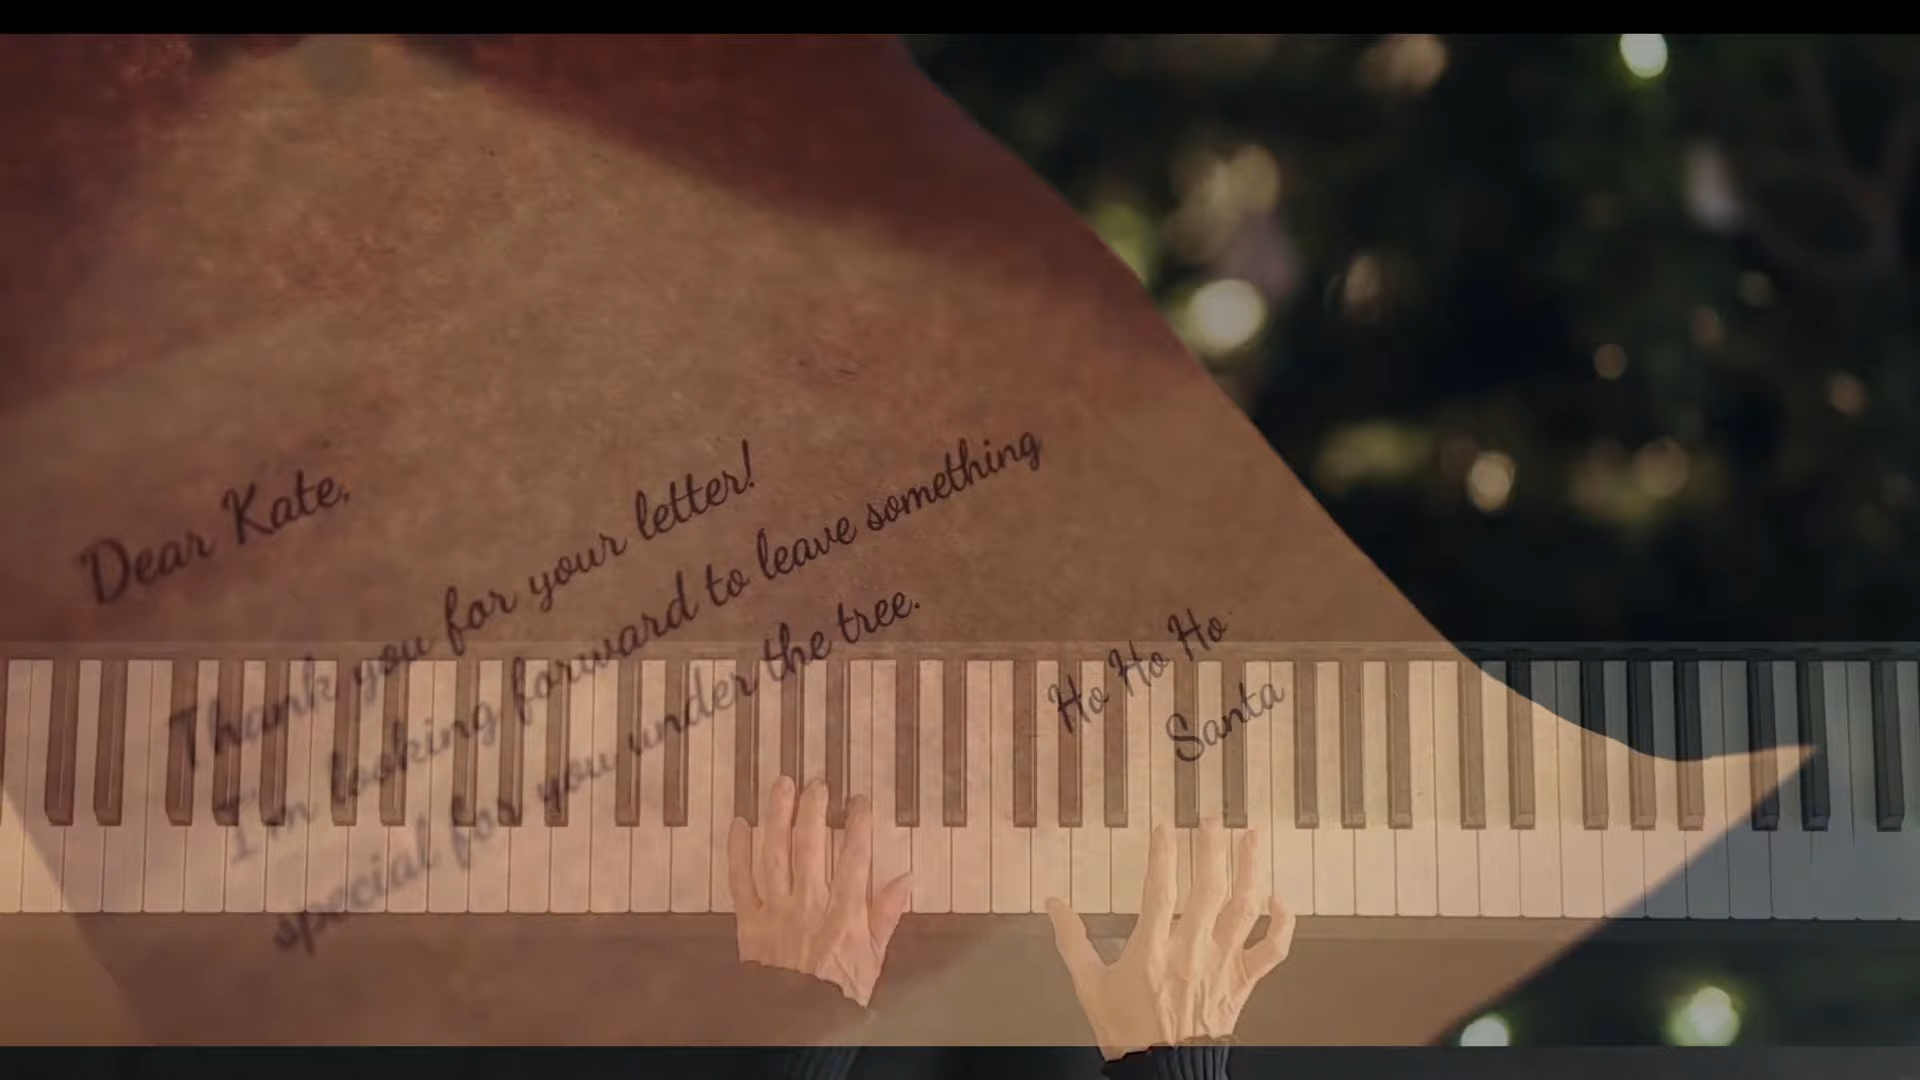 Dear Kate,
Thank you for your letter!
I'm looking forward to leave something
special for you under the tree.
Ho Ho Ho
Santa